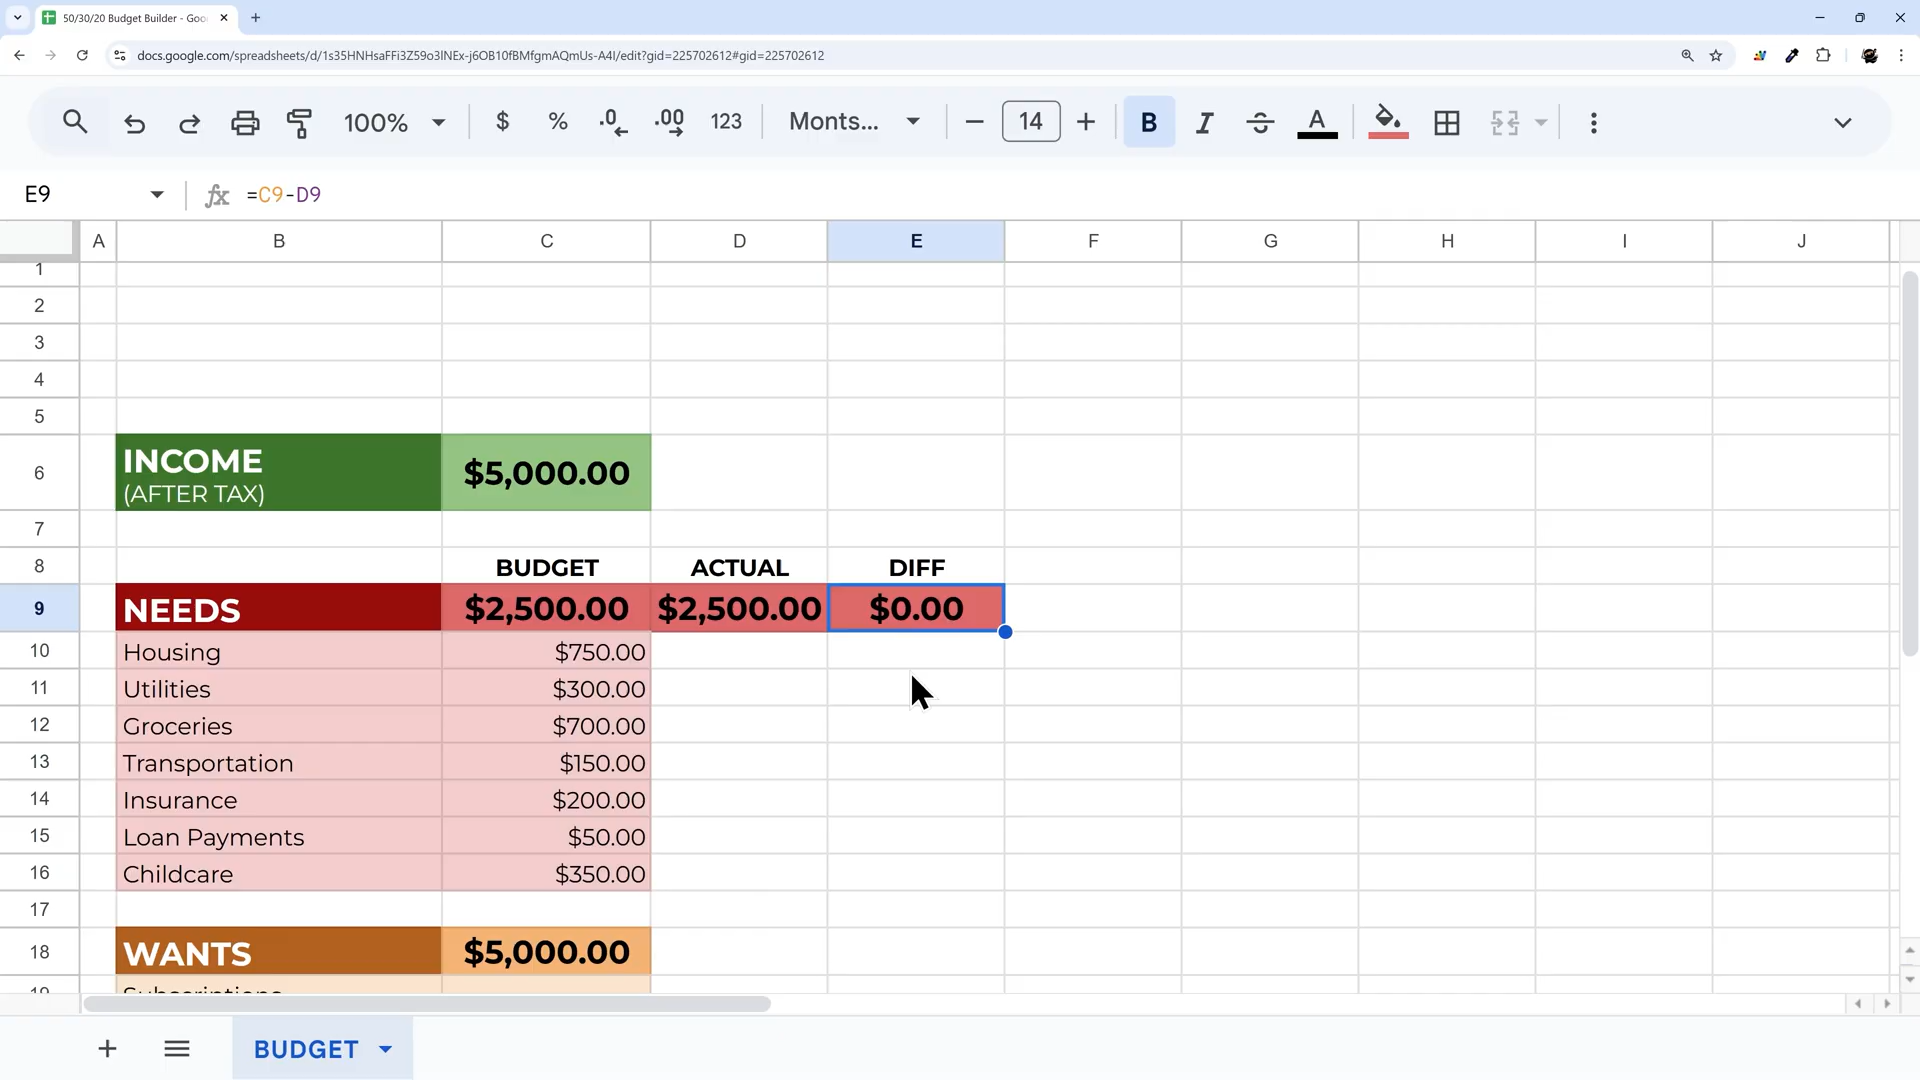 50/30/20 Budget Builder - Goo
docs.google.com/spreadsheets/d/1s35HNHsaFFi3Z59o3lNEx-j6OB10fBMfgmAQmUs-A4I/edit?gid=225702612#gid=225702612
100% $ % .0 .00 123 Monts... 14 B I A
E9 fx =C9-D9
A B C D E F G H I J
1
2
3
4
5
6 INCOME $5,000.00
(AFTER TAX)
7
8 BUDGET ACTUAL DIFF
9 NEEDS $2,500.00 $2,500.00 $0.00
10 Housing $750.00
11 Utilities $300.00
12 Groceries $700.00
13 Transportation $150.00
14 Insurance $200.00
15 Loan Payments $50.00
16 Childcare $350.00
17
18 WANTS $5,000.00
19 Subscriptions
BUDGET